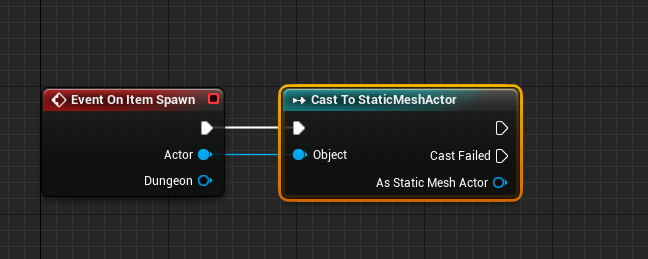 Event On Item Spawn
Cast To StaticMeshActor
Actor
Object
Cast Failed
Dungeon
As Static Mesh Actor